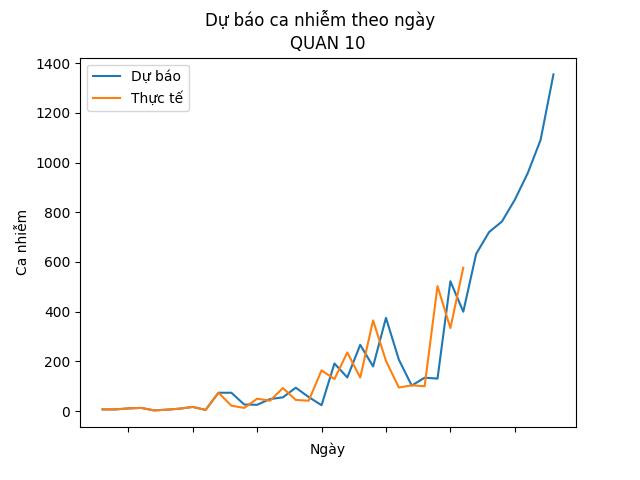 Dự báo ca nhiễm theo ngày
QUAN 10
Dự báo
Thực tế
1400
1200
1000
800
600
400
200
0
Ca nhiễm
Ngày